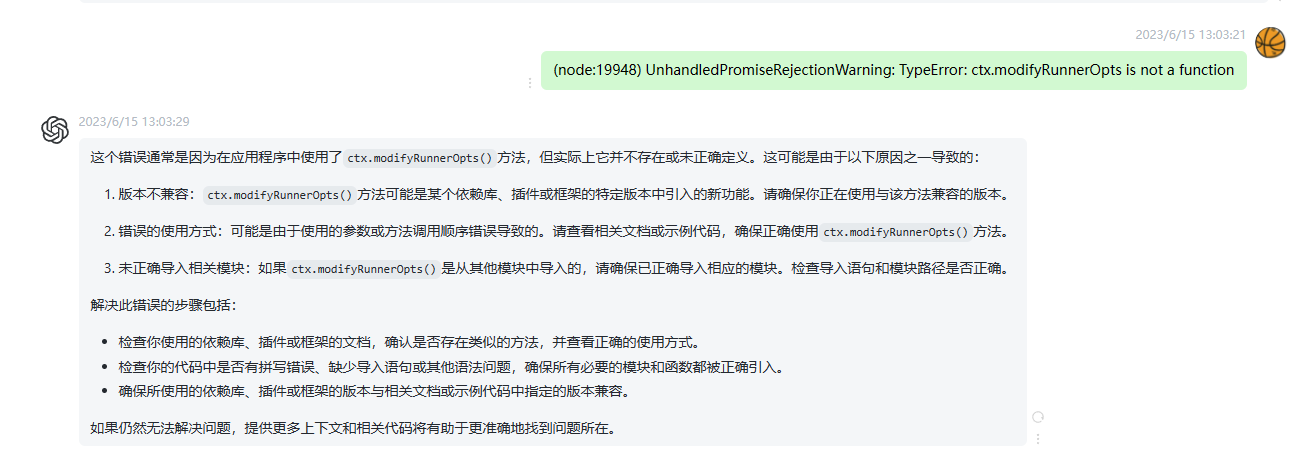 2023/6/15 13:03:21
(node:19948) UnhandledPromiseRejectionWarning: TypeError: ctx.modifyRunnerOpts is not a function
2023/6/15 13:03:29
这个错误通常是因为在应用程序中使用了 ctx.modifyRunnerOpts() 方法，但实际上它并不存在或未正确定义。这可能是由于以下原因之一导致的：
1. 版本不兼容：ctx.modifyRunnerOpts() 方法可能是某个依赖库、插件或框架的特定版本中引入的新功能。请确保你正在使用与该方法兼容的版本。
2. 错误的使用方式：可能是由于使用的参数或方法调用顺序错误导致的。请查看相关文档或示例代码，确保正确使用 ctx.modifyRunnerOpts() 方法。
3. 未正确导入相关模块：如果 ctx.modifyRunnerOpts() 是从其他模块中导入的，请确保已正确导入相应的模块。检查导入语句和模块路径是否正确。
解决此错误的步骤包括：
• 检查你使用的依赖库、插件或框架的文档，确认是否存在类似的方法，并查看正确的使用方式。
• 检查你的代码中是否有拼写错误、缺少导入语句或其他语法问题，确保所有必要的模块和函数都被正确引入。
• 确保所使用的依赖库、插件或框架的版本与相关文档或示例代码中指定的版本兼容。
如果仍然无法解决问题，提供更多上下文和相关代码将有助于更准确地找到问题所在。